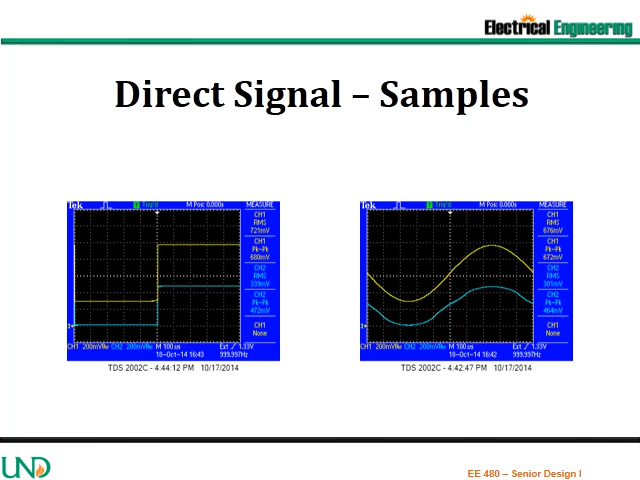 Electrical Engineering
Direct Signal – Samples
Tek Trig'd M Pos: 0.000s MEASURE
CH1
RMS
721mV
CH1
Pk-Pk
680mV
CH2
RMS
339mV
CH2
Pk-Pk
472mV
CH1
None
CH1 200mV CH2 200mV M 100us Ext 1.33V
18-Oct-14 16:43 999.997Hz
TDS 2002C - 4:44:12 PM 10/17/2014
Tek Trig'd M Pos: 0.000s MEASURE
CH1
RMS
676mV
CH1
Pk-Pk
672mV
CH2
RMS
301mV
CH2
Pk-Pk
464mV
CH1
None
CH1 200mV CH2 200mV M 100us Ext 1.33V
18-Oct-14 16:42 999.997Hz
TDS 2002C - 4:42:47 PM 10/17/2014
UND
EE 480 – Senior Design I